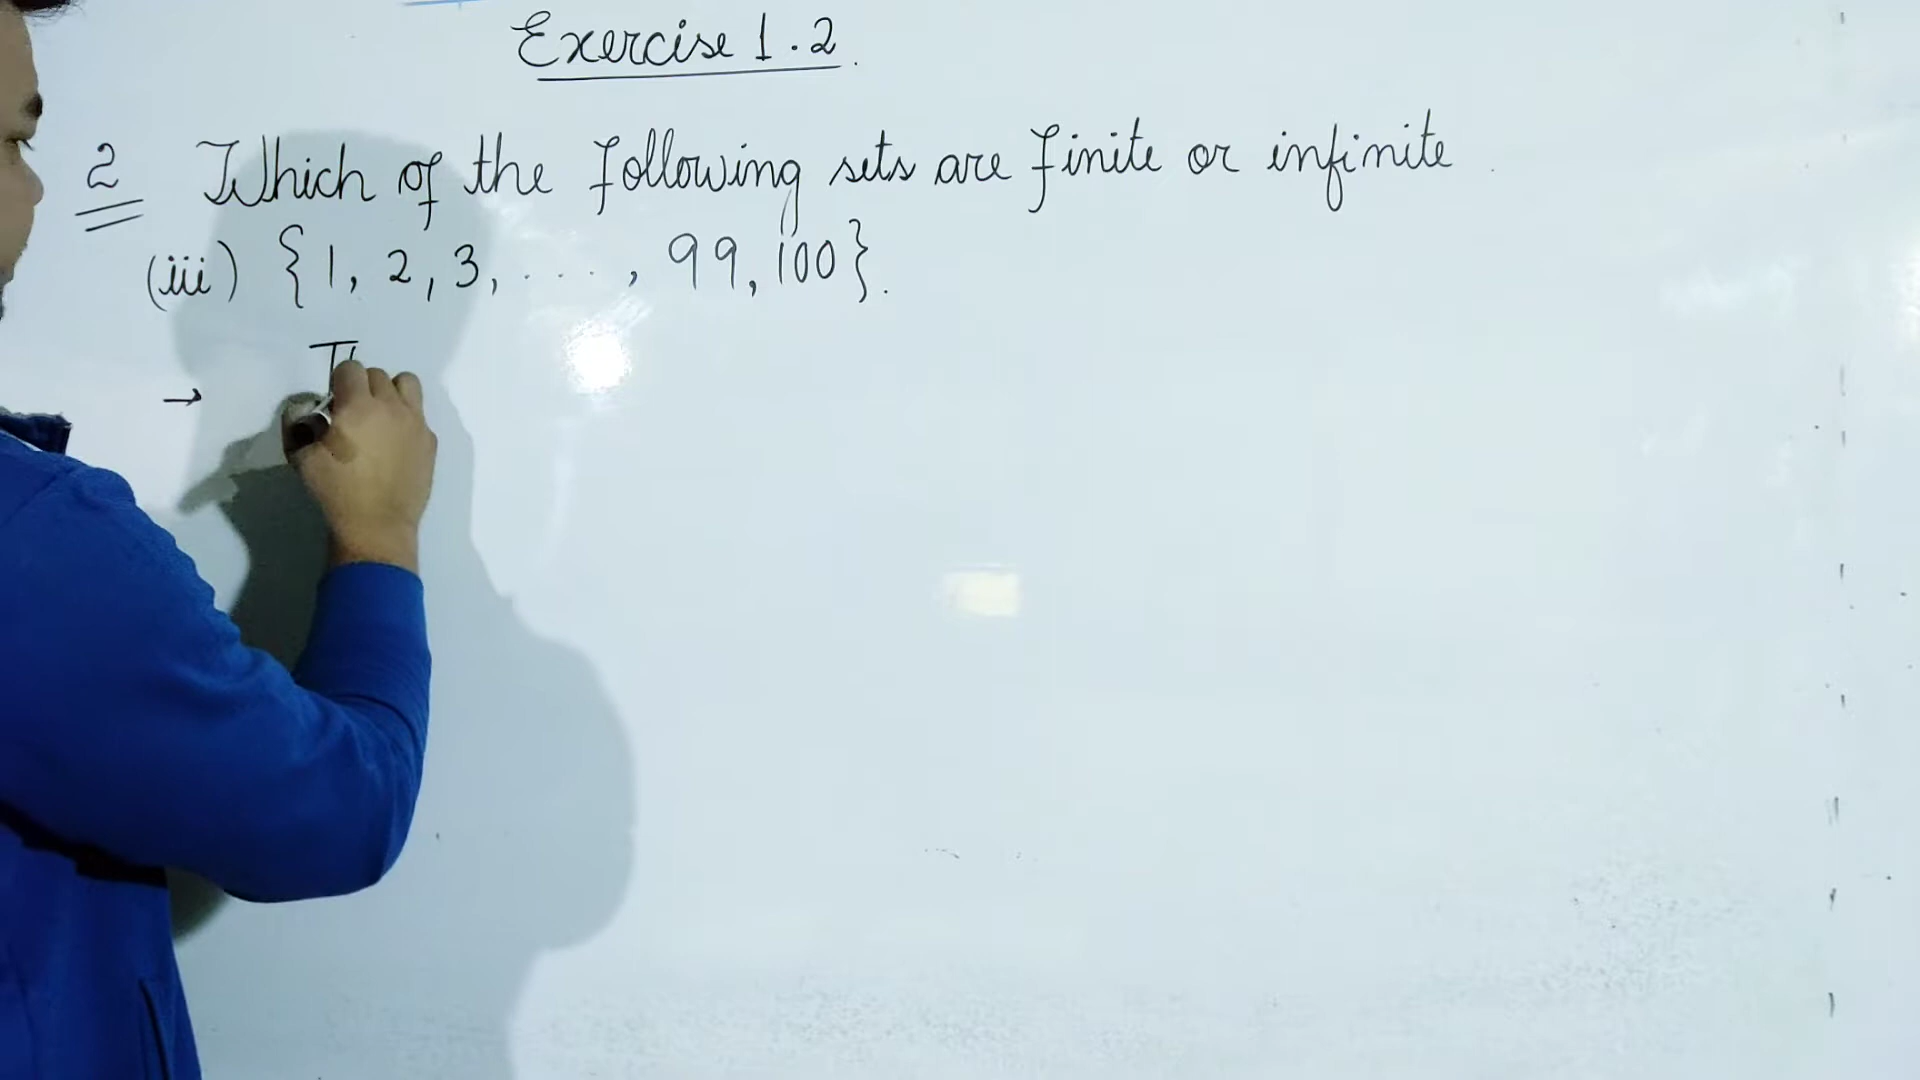 Exercise 1.2
2 Which of the following sets are finite or infinite
(iii) {1, 2, 3, . . . . , 99, 100}.
→ Th